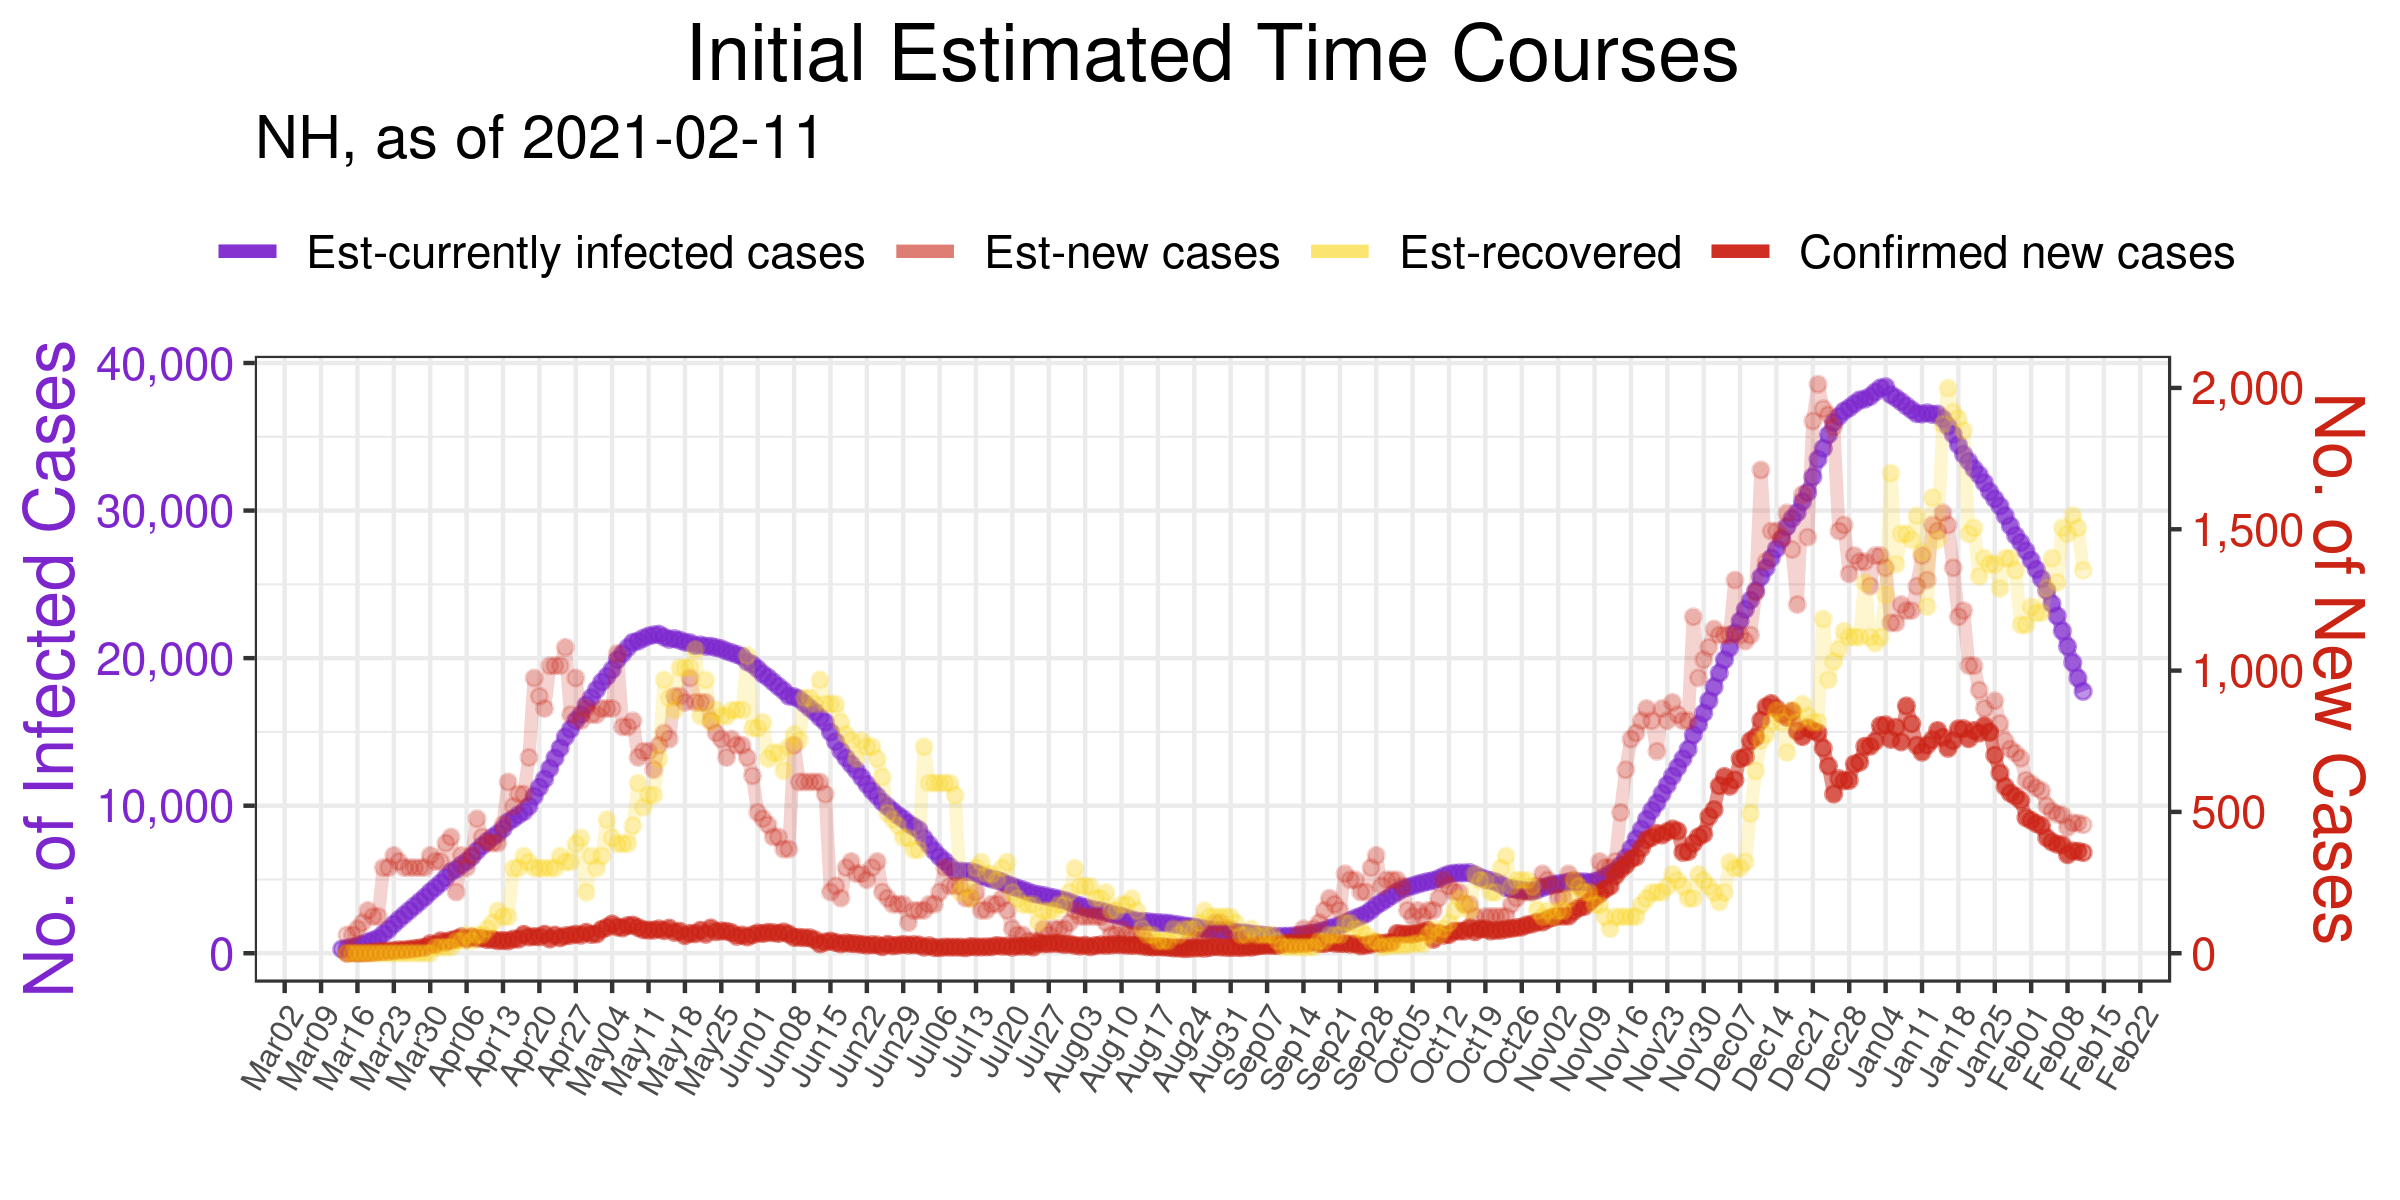 Initial Estimated Time Courses
NH, as of 2021-02-11
Est-currently infected cases Est-new cases Est-recovered Confirmed new cases
No. of Infected Cases
40,000
30,000
20,000
10,000
0
2,000
1,500
1,000
500
0
No. of New Cases
Mar02 Mar09 Mar16 Mar23 Mar30 Apr06 Apr13 Apr20 Apr27 May04 May11 May18 May25 Jun01 Jun08 Jun15 Jun22 Jun29 Jul06 Jul13 Jul20 Jul27 Aug03 Aug10 Aug17 Aug24 Aug31 Sep07 Sep14 Sep21 Sep28 Oct05 Oct12 Oct19 Oct26 Nov02 Nov09 Nov16 Nov23 Nov30 Dec07 Dec14 Dec21 Dec28 Jan04 Jan11 Jan18 Jan25 Feb01 Feb08 Feb15 Feb22